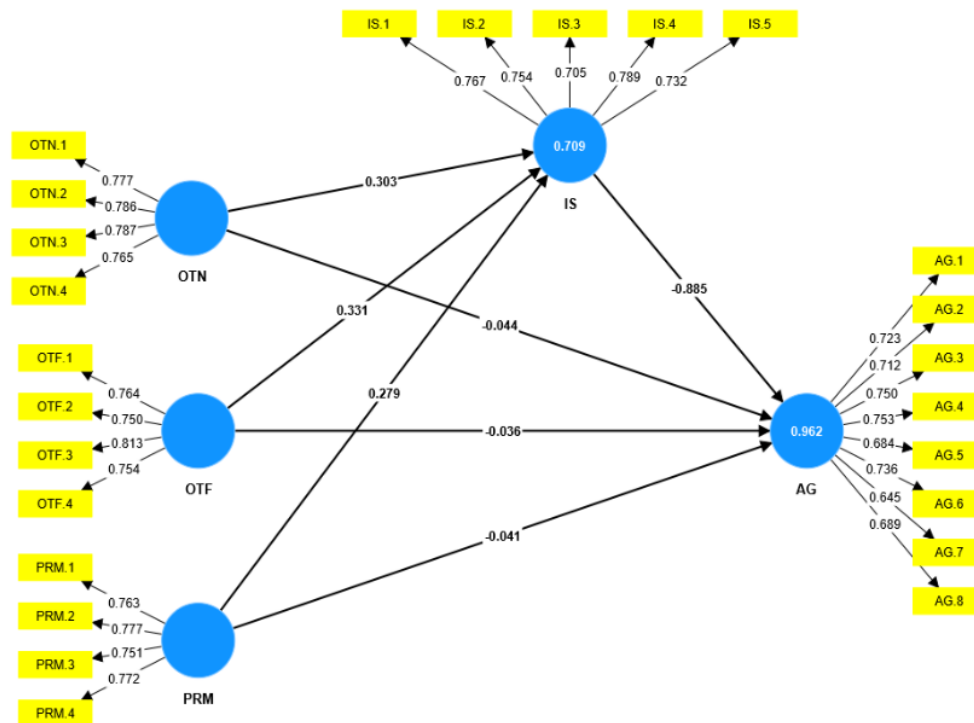 IS.1
IS.2
IS.3
IS.4
IS.5
0.767
0.754
0.705
0.789
0.732
0.709
IS
OTN.1
OTN.2
OTN.3
OTN.4
0.777
0.786
0.787
0.765
OTN
0.303
0.331
0.279
-0.885
-0.044
-0.036
-0.041
OTF.1
OTF.2
OTF.3
OTF.4
0.764
0.750
0.813
0.754
OTF
PRM.1
PRM.2
PRM.3
PRM.4
0.763
0.777
0.751
0.772
PRM
0.962
AG
0.723
0.712
0.750
0.753
0.684
0.736
0.645
0.689
AG.1
AG.2
AG.3
AG.4
AG.5
AG.6
AG.7
AG.8